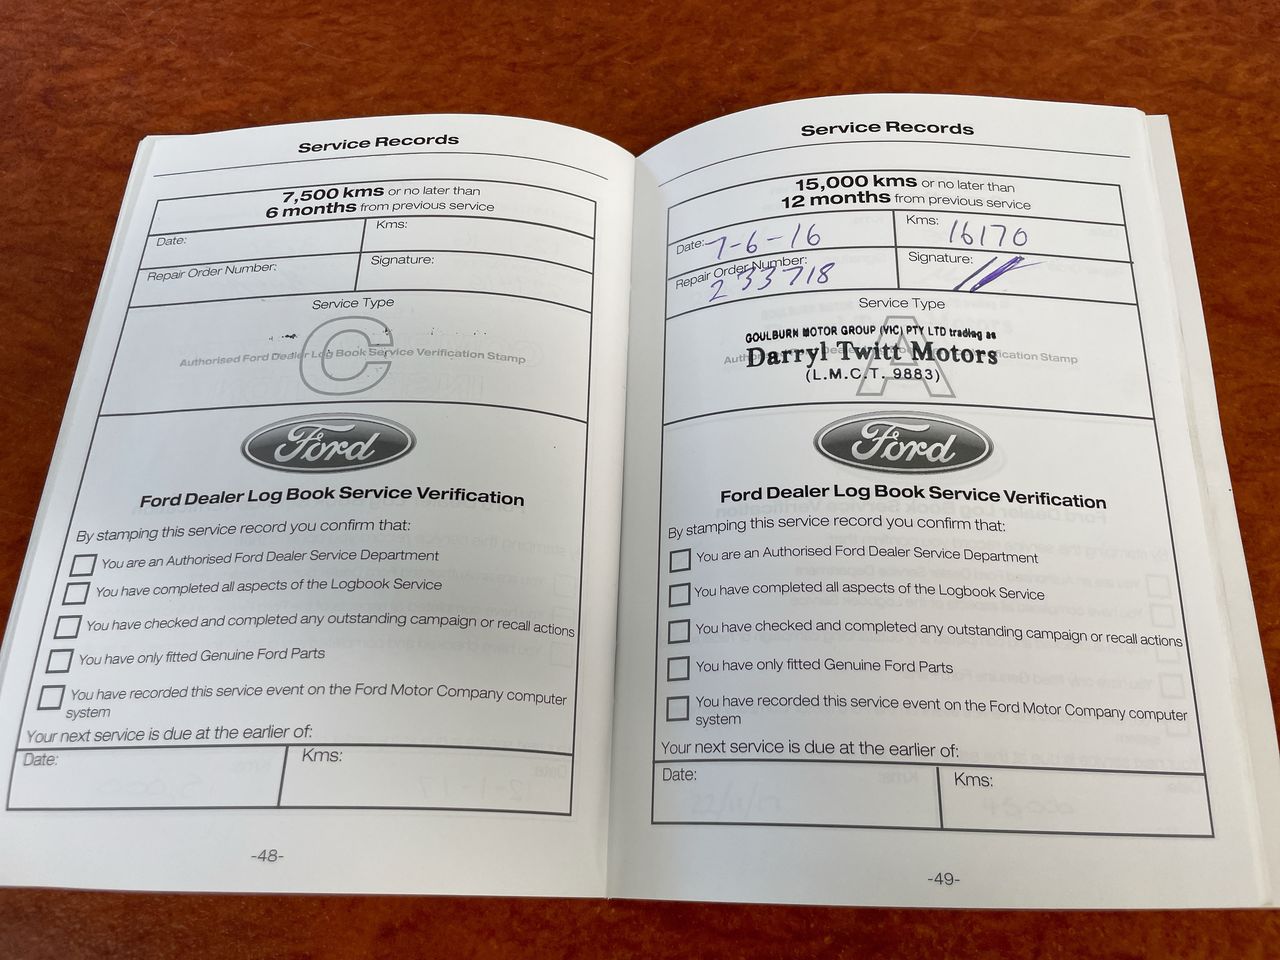 Service Records
7,500 kms or no later than
6 months from previous service
Date:
Kms:
Repair Order Number:
Signature:
Service Type
C
Authorised Ford Dealer Log Book Service Verification Stamp
Ford
Ford Dealer Log Book Service Verification
By stamping this service record you confirm that:
You are an Authorised Ford Dealer Service Department
You have completed all aspects of the Logbook Service
You have checked and completed any outstanding campaign or recall actions
You have only fitted Genuine Ford Parts
You have recorded this service event on the Ford Motor Company computer
system
Your next service is due at the earlier of:
Date:
Kms:
-48-
Service Records
15,000 kms or no later than
12 months from previous service
Date: 7-6-16
Kms: 16170
Repair Order Number: 233718
Signature:
Service Type
A
GOULBURN MOTOR GROUP (VIC) PTY LTD trading as
Darryl Twitt Motors
(L.M.C.T. 9883)
Ford
Ford Dealer Log Book Service Verification
By stamping this service record you confirm that:
You are an Authorised Ford Dealer Service Department
You have completed all aspects of the Logbook Service
You have checked and completed any outstanding campaign or recall actions
You have only fitted Genuine Ford Parts
You have recorded this service event on the Ford Motor Company computer
system
Your next service is due at the earlier of:
Date:
Kms:
-49-